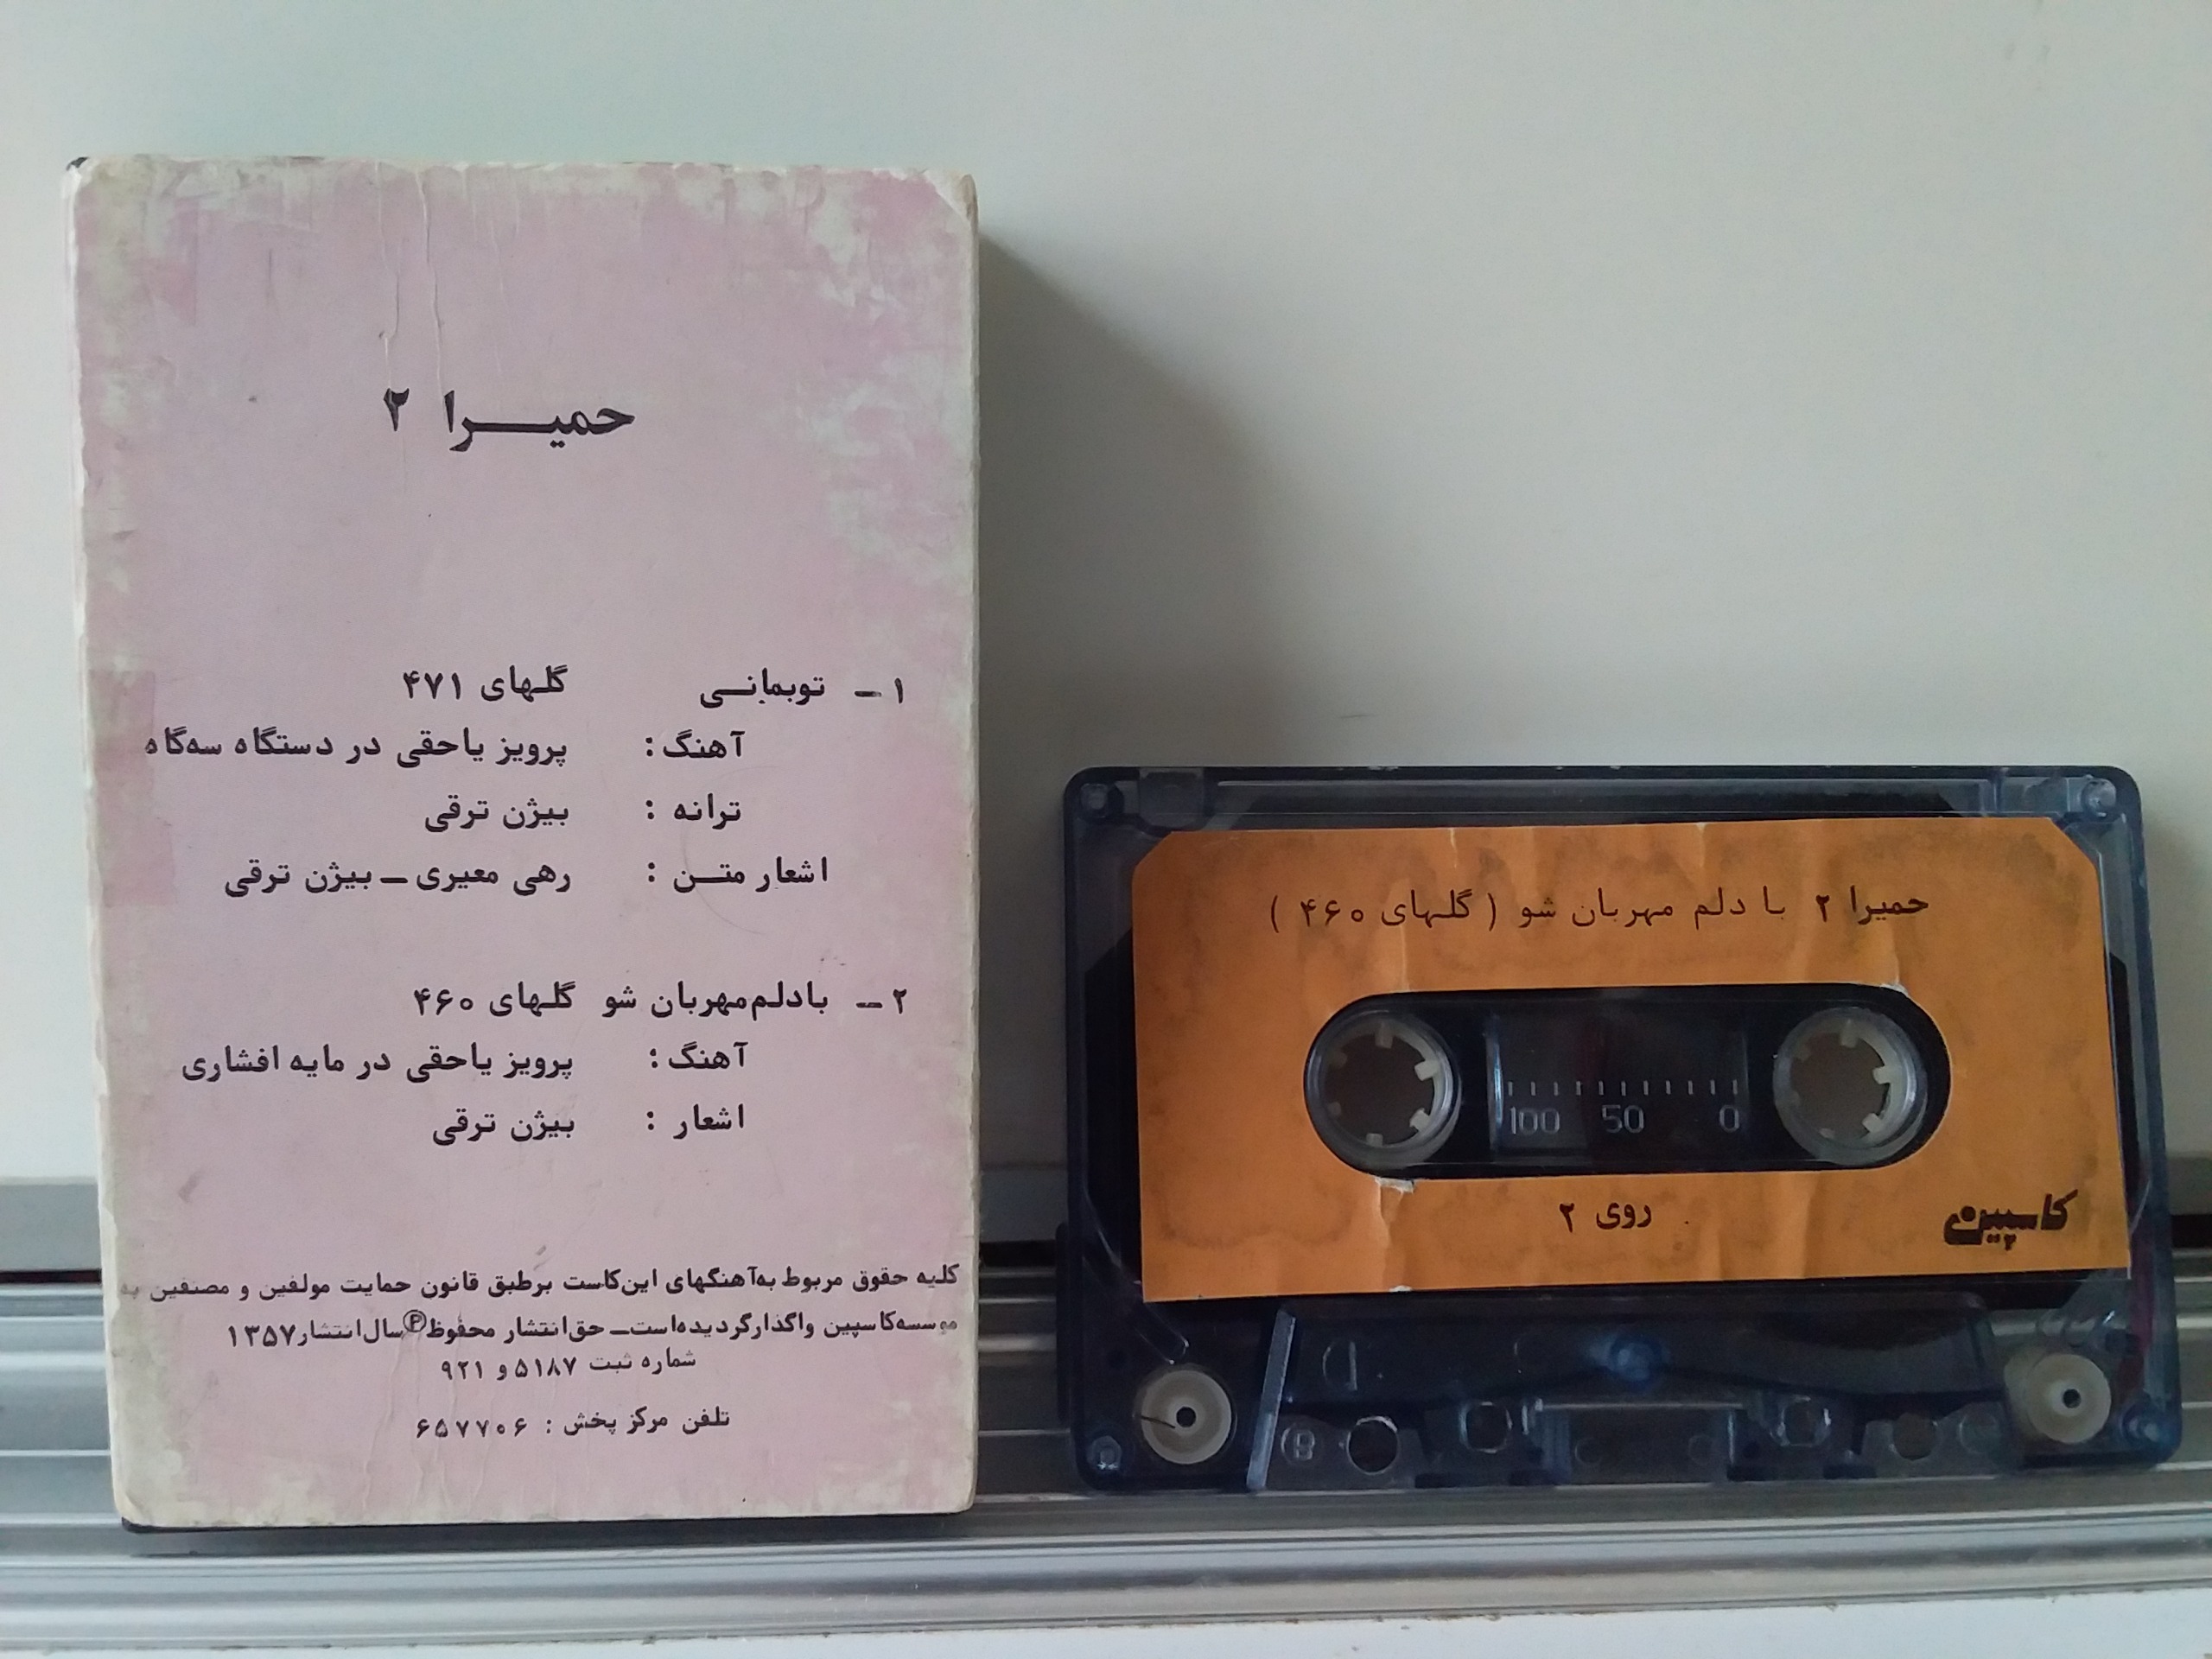 حمیـرا ۲
۱ – توبمانـی گلهای ۴۷۱
آهنگ : پرویز یاحقی در دستگاه سه‌گاه
ترانه : بیژن ترقی
اشعار متـن : رهی معیری – بیژن ترقی
۲ – بادلم‌مهربان شو گلهای ۴۶۰
آهنگ : پرویز یاحقی در مایه افشاری
اشعار : بیژن ترقی
کلیه حقوق مربوط به‌آهنگهای این‌کاست برطبق قانون حمایت مولفین و مصنفین به
موسسه‌کاسپین واگذارگردیده‌است– حق‌انتشار محفوظ Ⓟ سال‌انتشار ۱۳۵۷
شماره ثبت ۵۱۸۷ و ۹۲۱
تلفن مرکز پخش : ۶۵۷۷۰۶
حمیرا ۲ با دلم مهربان شو ( گلهای ۴۶۰ )
100 50 0
روی ۲
کاسپین